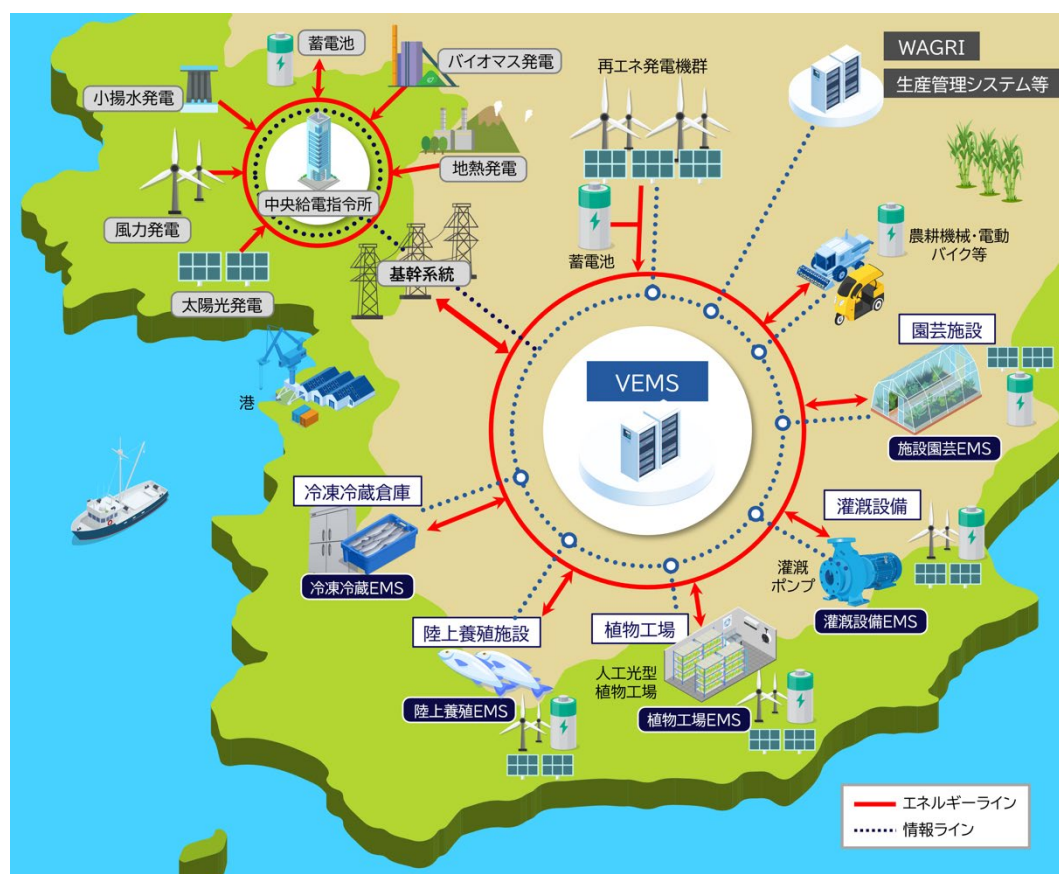 蓄電池
バイオマス発電
小揚水発電
地熱発電
中央給電指令所
風力発電
太陽光発電
基幹系統
再エネ発電機群
蓄電池
WAGRI
生産管理システム等
農耕機械・電動
バイク等
園芸施設
施設園芸EMS
VEMS
港
冷凍冷蔵倉庫
冷凍冷蔵EMS
灌漑設備
灌漑
ポンプ
灌漑設備EMS
陸上養殖施設
陸上養殖EMS
植物工場
人工光型
植物工場
植物工場EMS
エネルギーライン
情報ライン